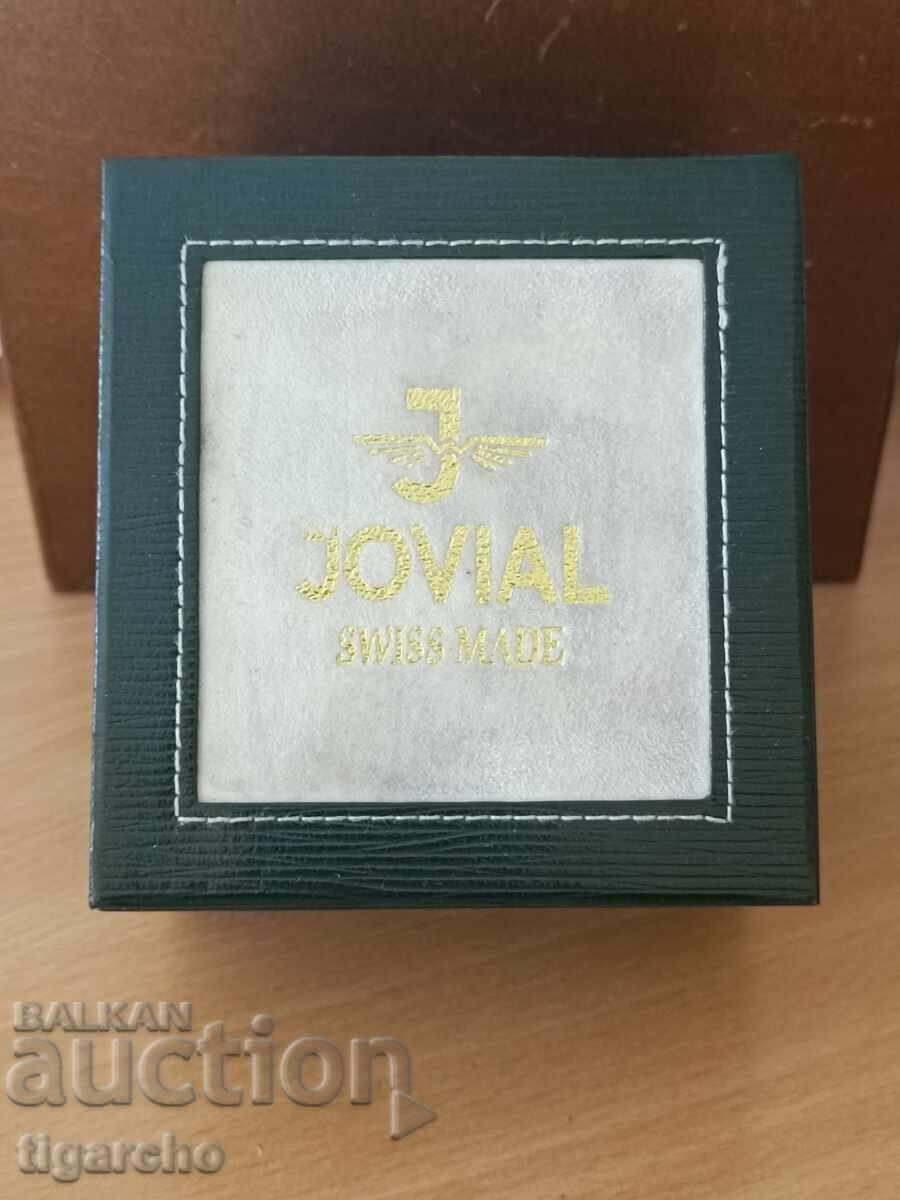 J
JOVIAL
SWISS MADE
BALKAN
auction
tigarcho